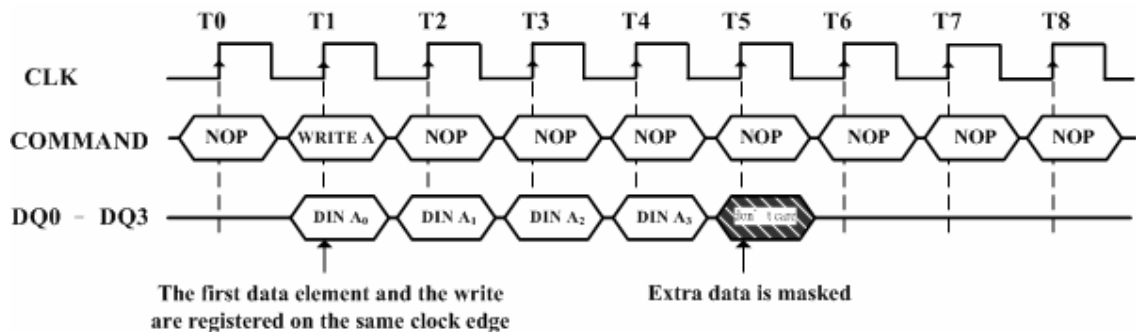 T0 T1 T2 T3 T4 T5 T6 T7 T8
CLK
COMMAND NOP WRITE A NOP NOP NOP NOP NOP NOP NOP
DQ0 - DQ3 DIN A₀ DIN A₁ DIN A₂ DIN A₃ don't care
The first data element and the write Extra data is masked
are registered on the same clock edge